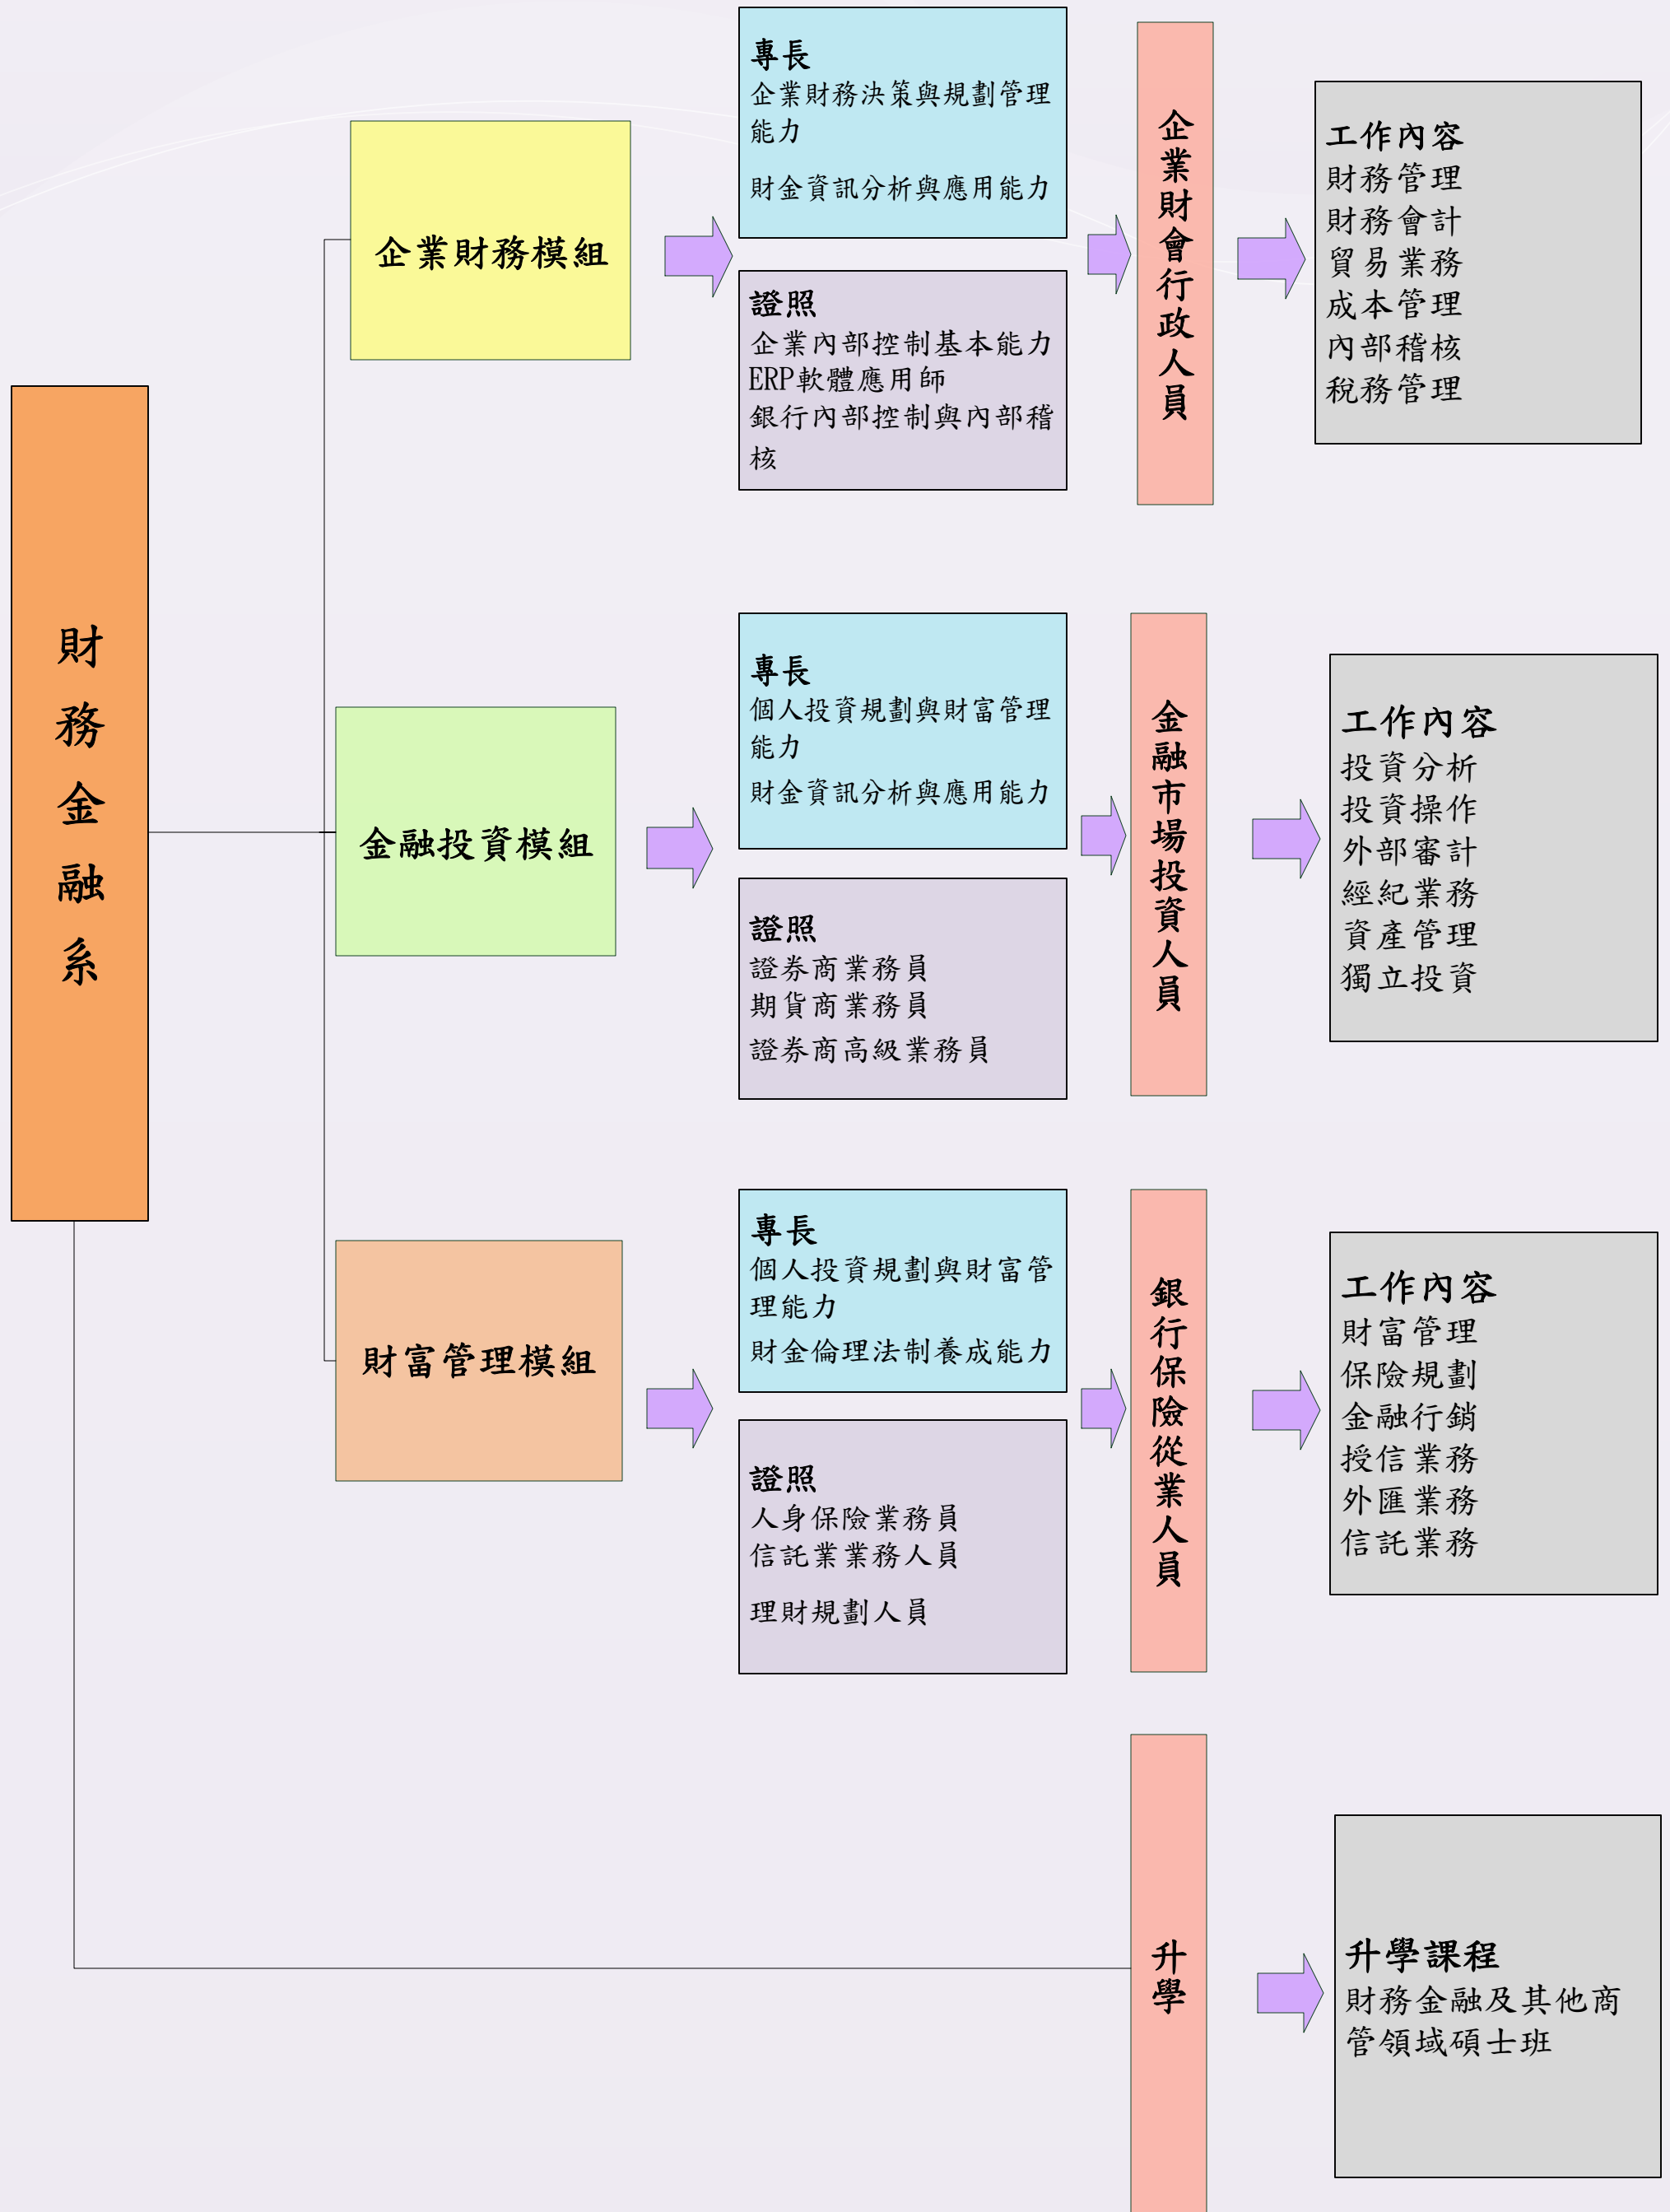 財務金融系
企業財務模組
專長
企業財務決策與規劃管理
能力
財金資訊分析與應用能力
證照
企業內部控制基本能力
ERP軟體應用師
銀行內部控制與內部稽
核
企業財會行政人員
工作內容
財務管理
財務會計
貿易業務
成本管理
內部稽核
稅務管理
金融投資模組
專長
個人投資規劃與財富管理
能力
財金資訊分析與應用能力
證照
證券商業務員
期貨商業務員
證券商高級業務員
金融市場投資人員
工作內容
投資分析
投資操作
外部審計
經紀業務
資產管理
獨立投資
財富管理模組
專長
個人投資規劃與財富管
理能力
財金倫理法制養成能力
證照
人身保險業務員
信託業業務人員
理財規劃人員
銀行保險從業人員
工作內容
財富管理
保險規劃
金融行銷
授信業務
外匯業務
信託業務
升學
升學課程
財務金融及其他商
管領域碩士班